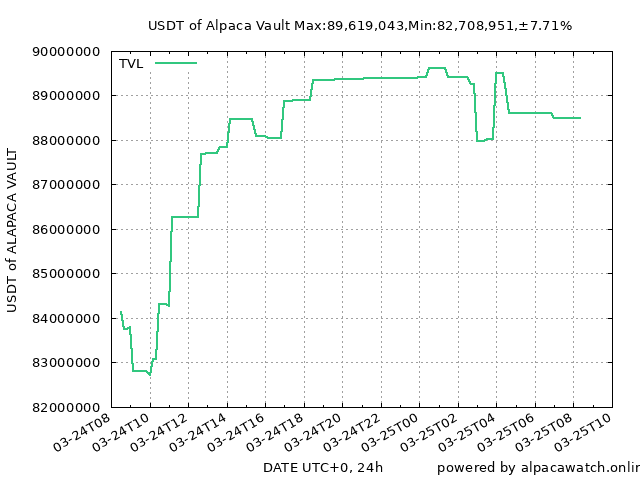 USDT of Alpaca Vault Max:89,619,043,Min:82,708,951,±7.71%
TVL
90000000
89000000
88000000
87000000
86000000
85000000
84000000
83000000
82000000
USDT of ALAPACA VAULT
03-24T08
03-24T10
03-24T12
03-24T14
03-24T16
03-24T18
03-24T20
03-24T22
03-25T00
03-25T02
03-25T04
03-25T06
03-25T08
03-25T10
DATE UTC+0, 24h
powered by alpacawatch.onlin